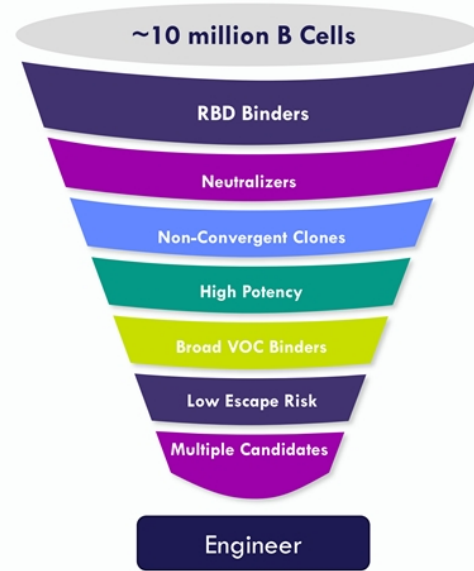 ~10 million B Cells
RBD Binders
Neutralizers
Non-Convergent Clones
High Potency
Broad VOC Binders
Low Escape Risk
Multiple Candidates
Engineer